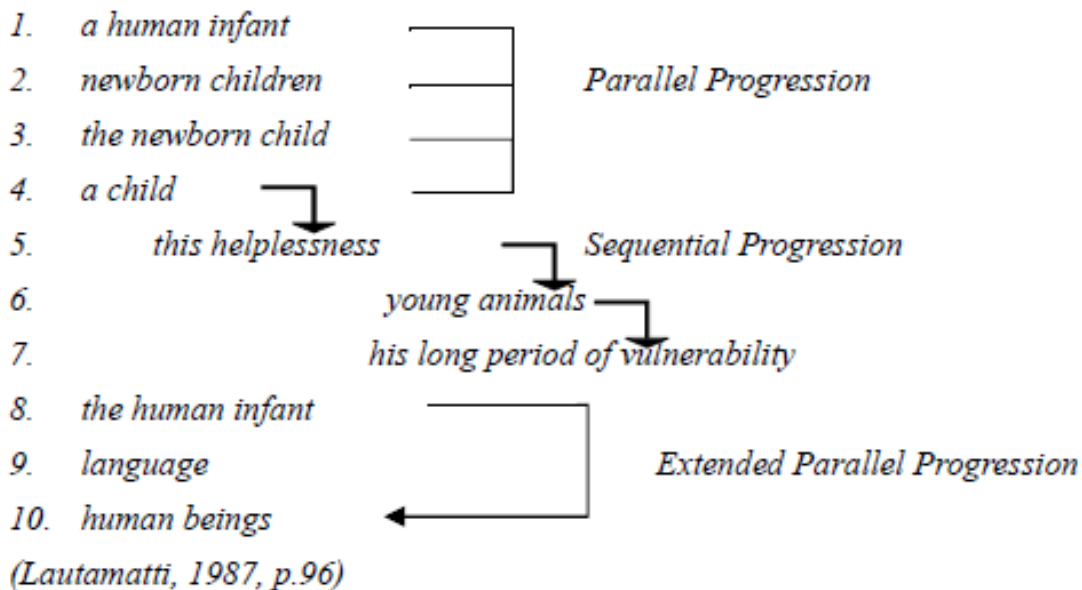 1. a human infant
2. newborn children Parallel Progression
3. the newborn child
4. a child
5. this helplessness Sequential Progression
6. young animals
7. his long period of vulnerability
8. the human infant
9. language Extended Parallel Progression
10. human beings
(Lautamatti, 1987, p.96)